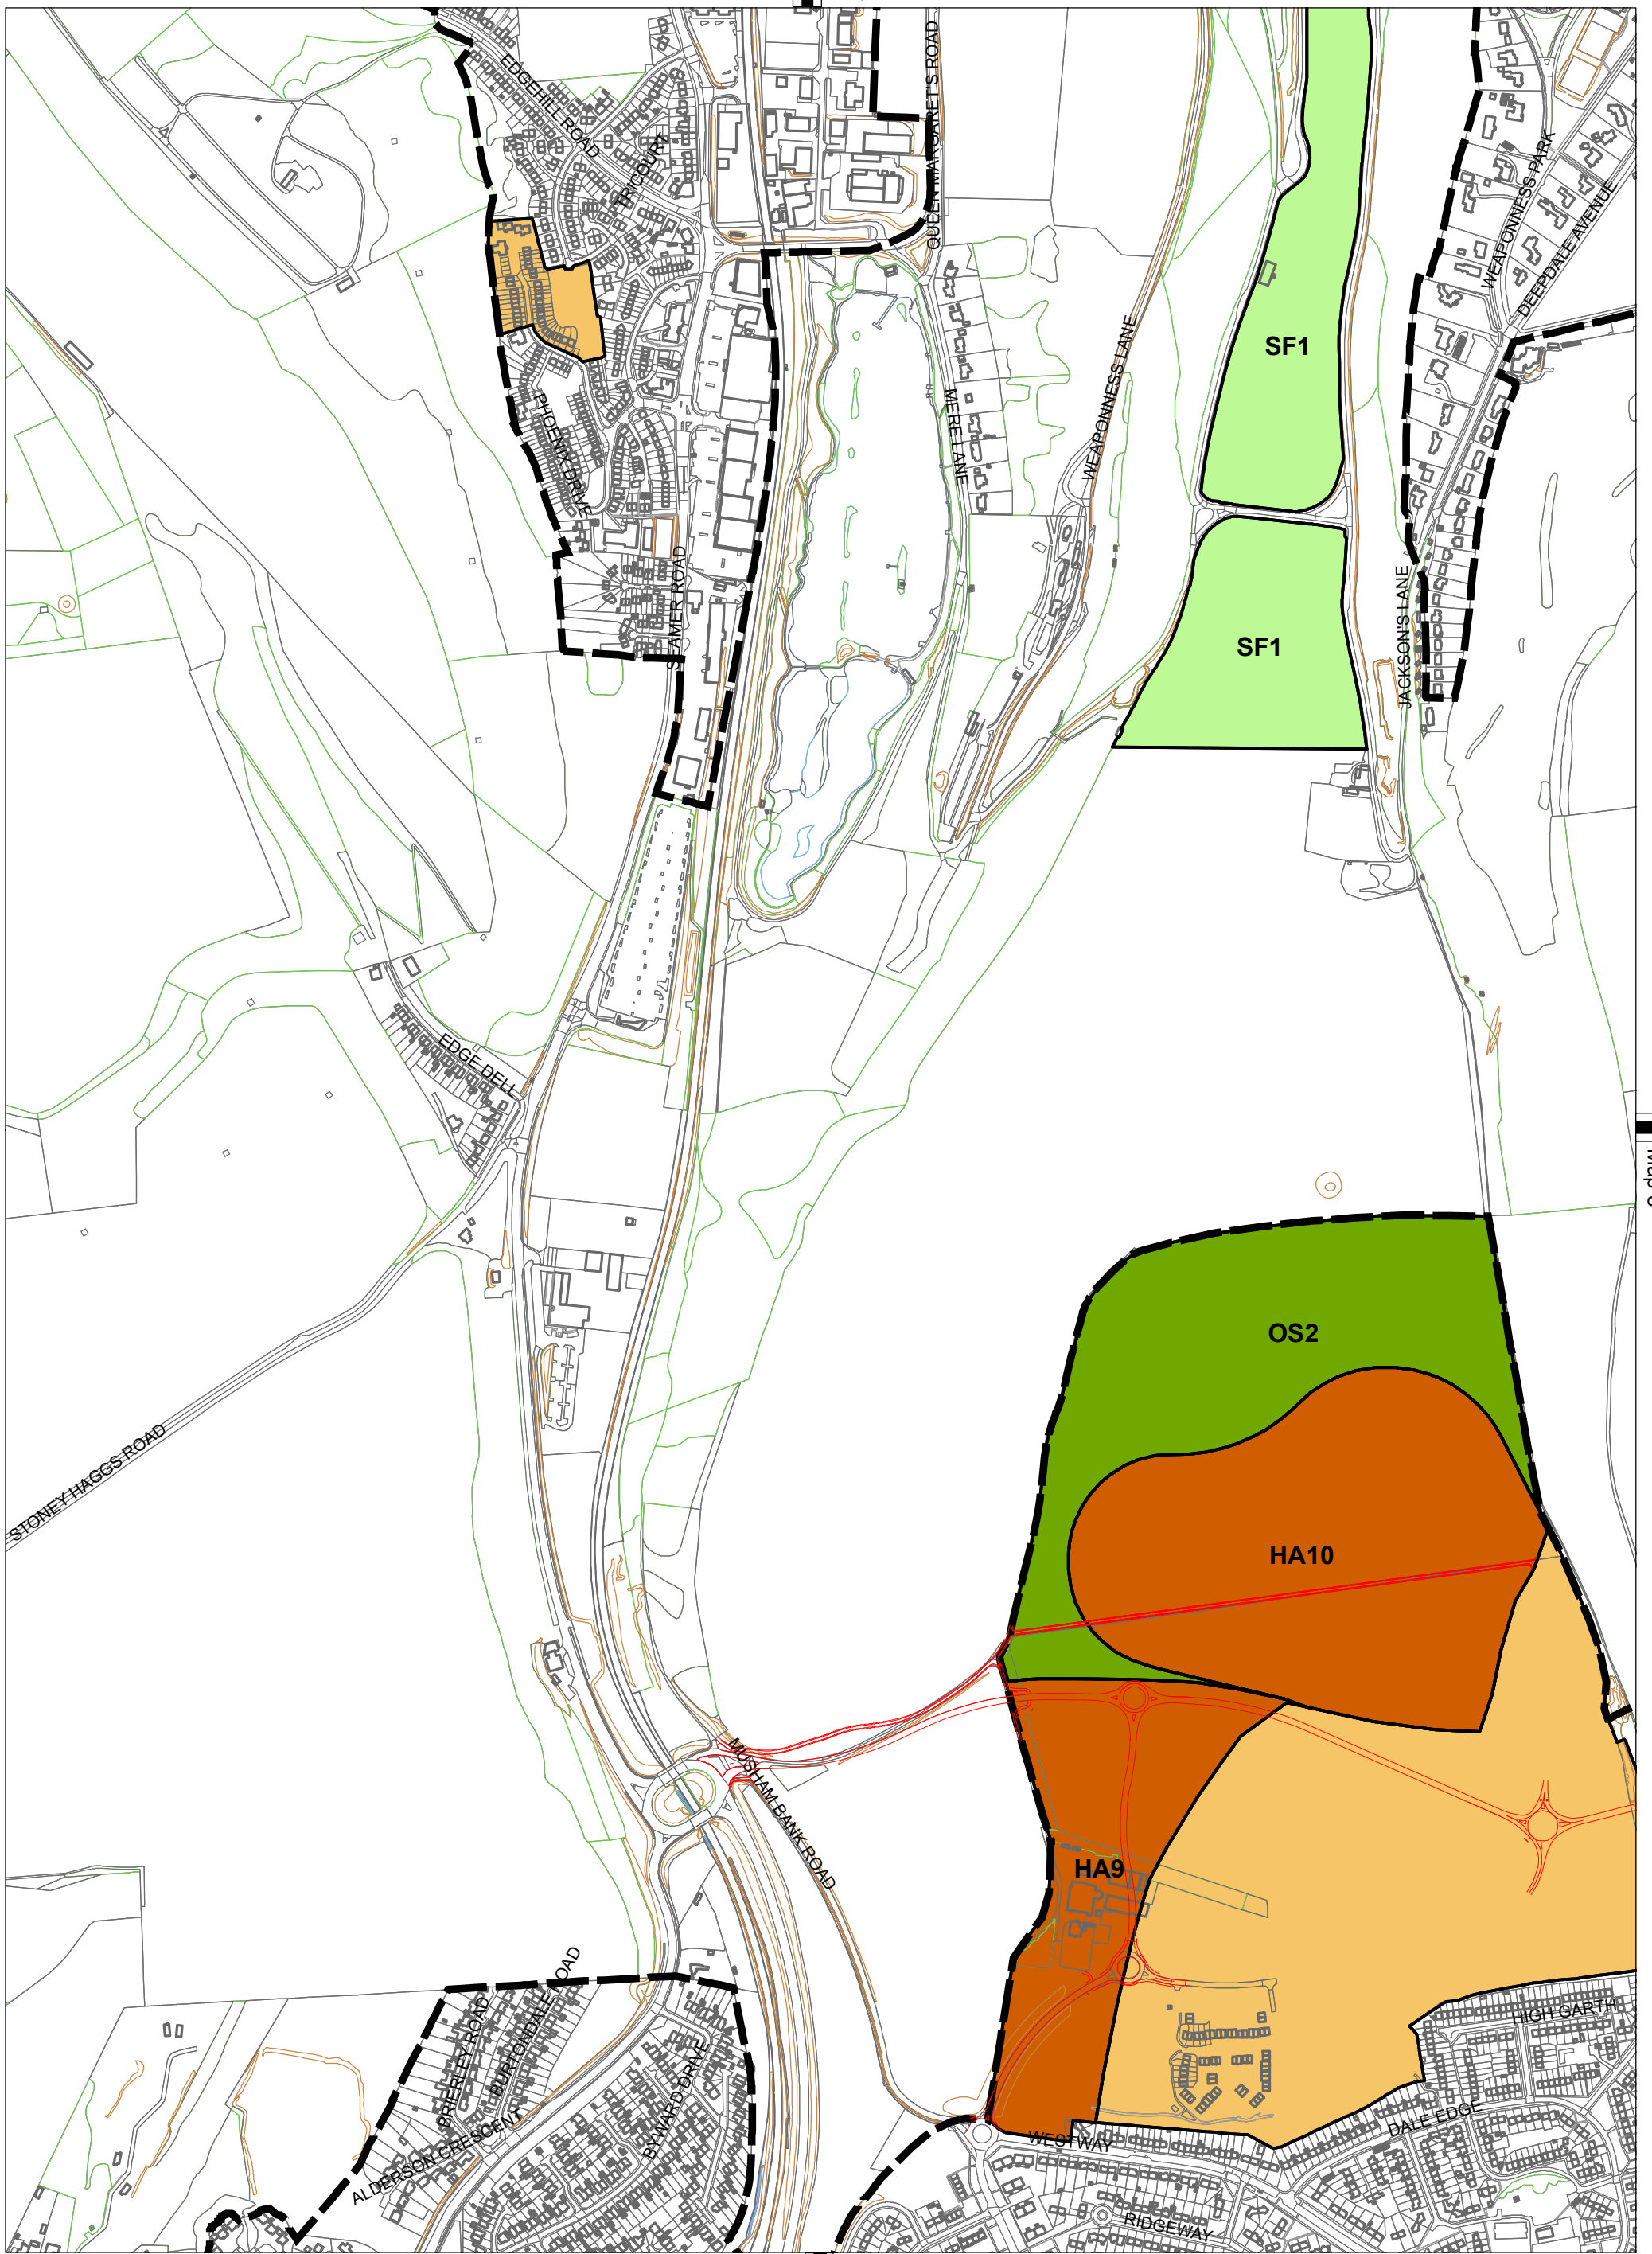 EDGEHILL ROAD
TRICOURT
QUEEN MARGARET'S ROAD
WEAPONNESS PARK
DEEPDALE AVENUE
SF1
WEAPONNESS LANE
MERE LANE
PHOENIX DRIVE
SEAMER ROAD
JACKSON'S LANE
SF1
EDGE DELL
OS2
STONEY HAGGS ROAD
HA10
MUSHAM BANK ROAD
HA9
BRIERLEY ROAD
BURTONDALE ROAD
HIGH GARTH
BYWARD DRIVE
DALE EDGE
ALDERSON CRESCENT
WESTWAY
RIDGEWAY